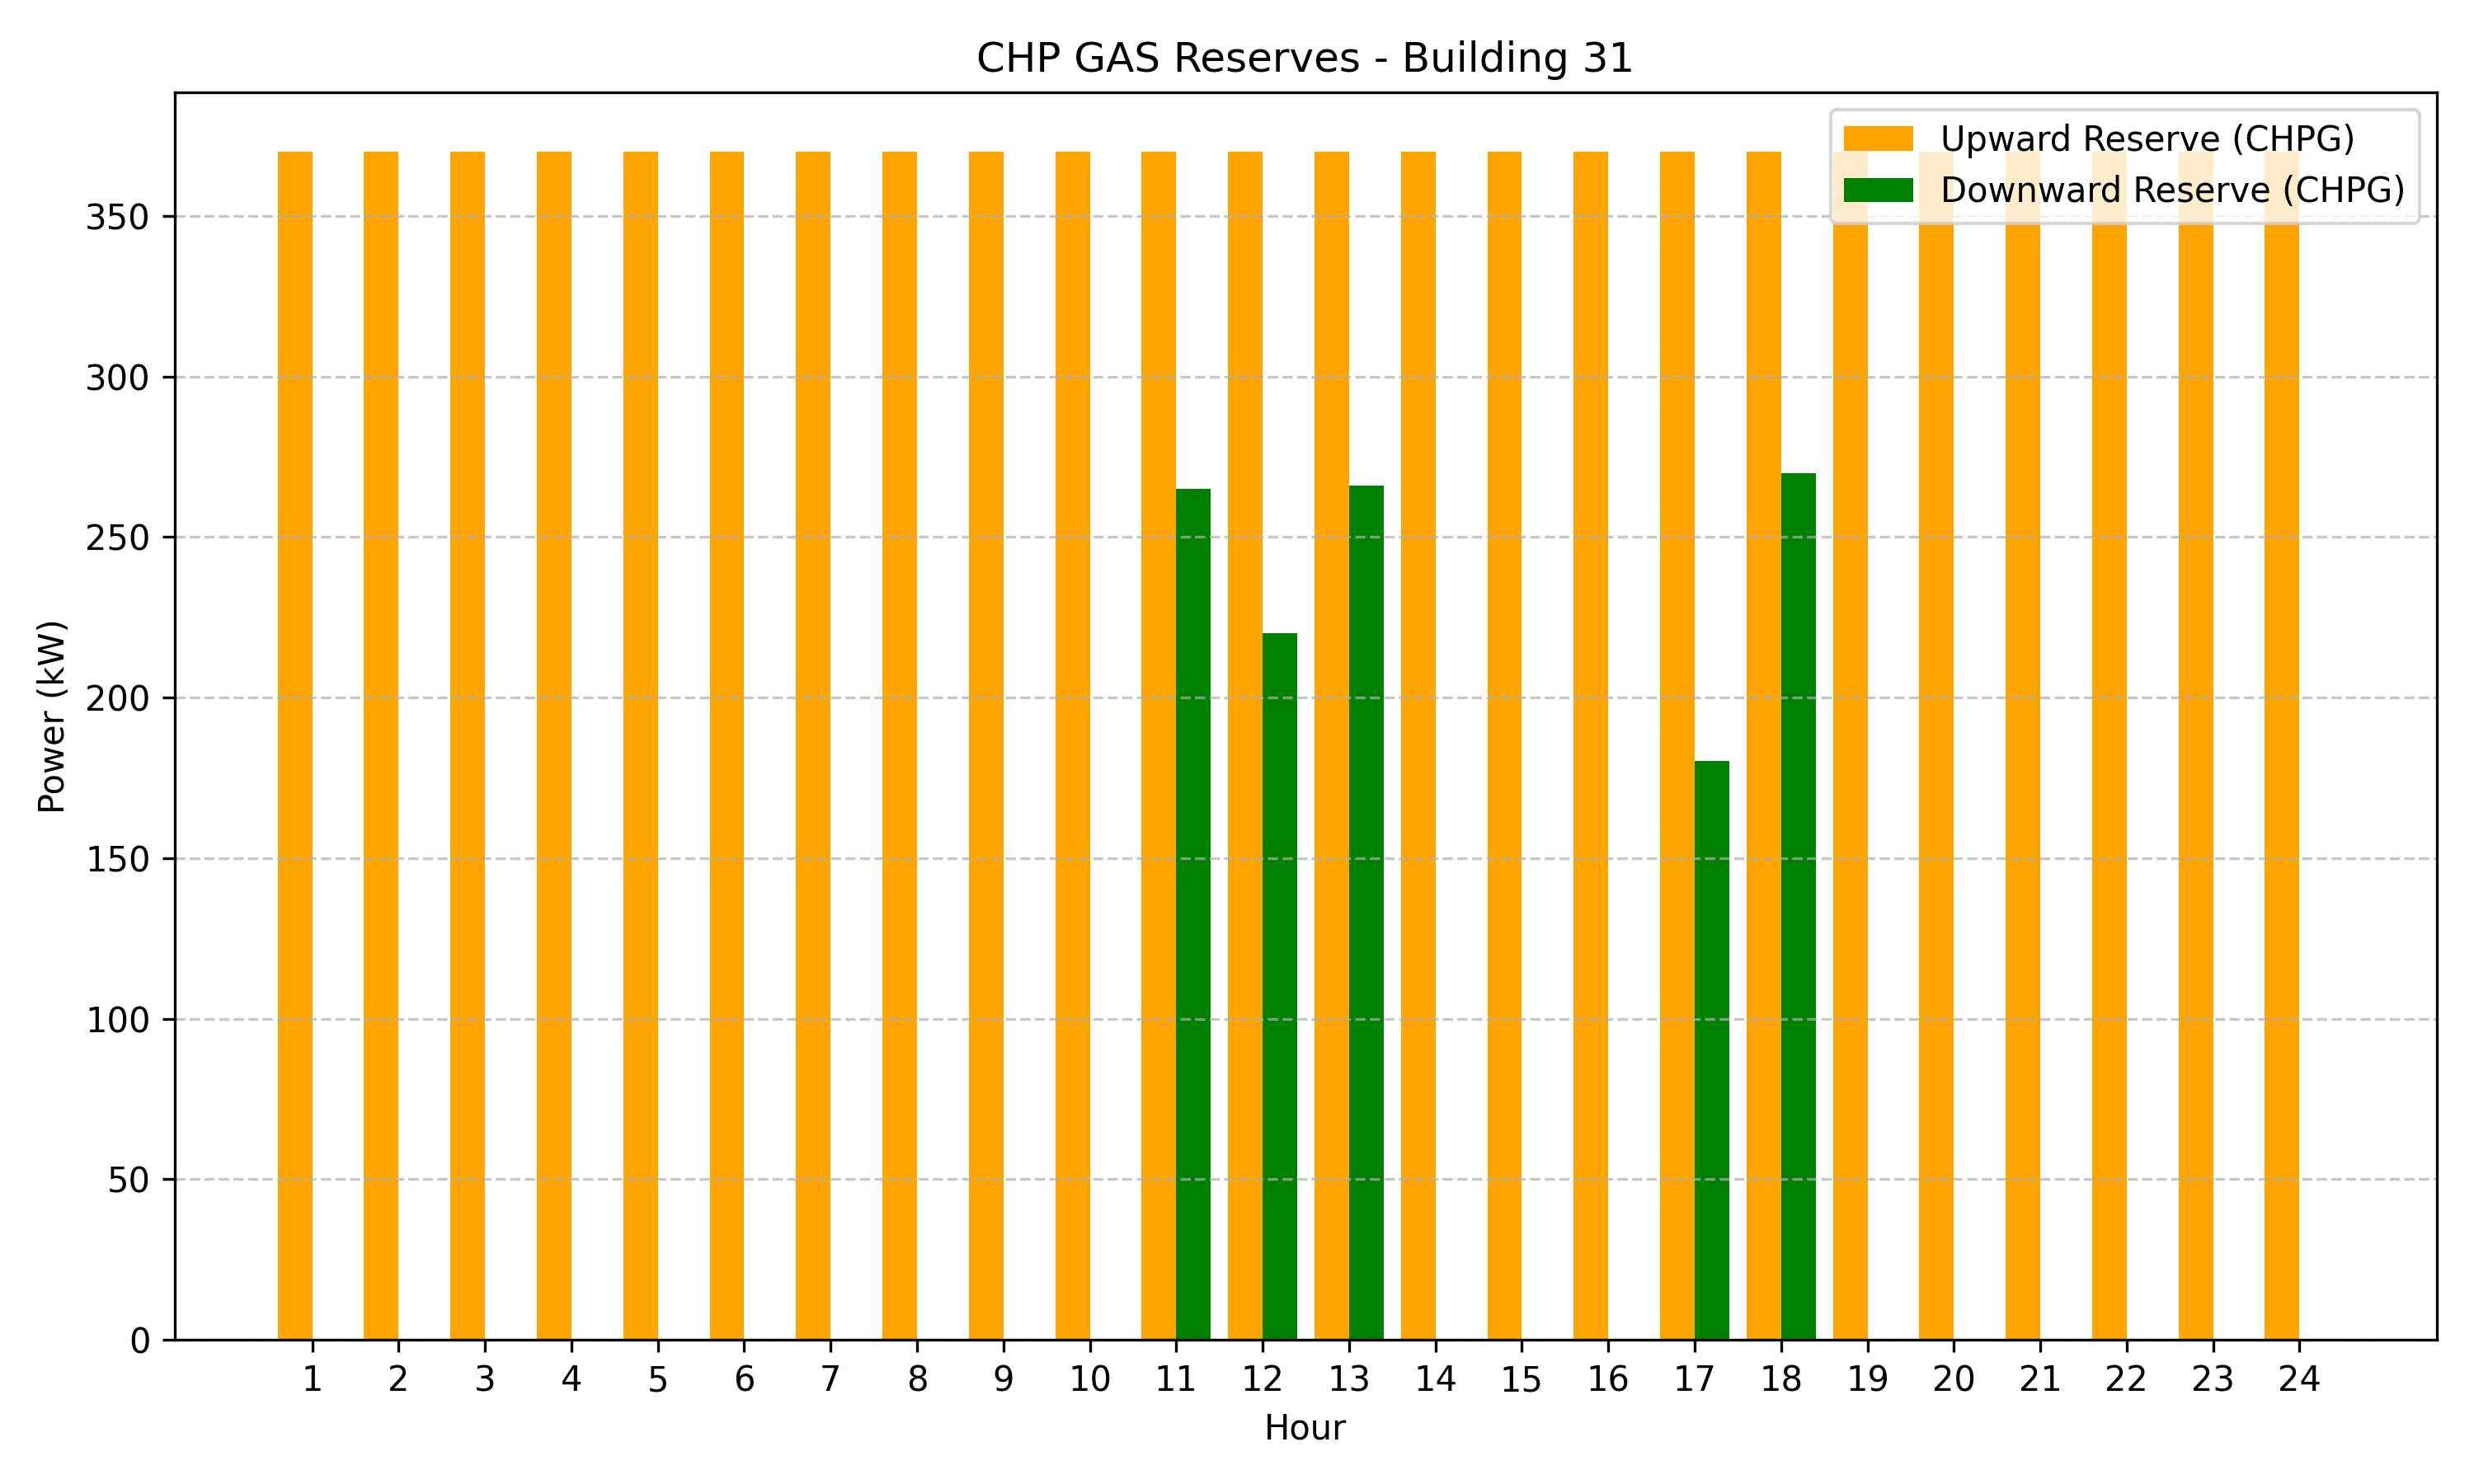 CHP GAS Reserves - Building 31
Upward Reserve (CHPG)
Downward Reserve (CHPG)
Power (kW)
350
300
250
200
150
100
50
0
1 2 3 4 5 6 7 8 9 10 11 12 13 14 15 16 17 18 19 20 21 22 23 24
Hour